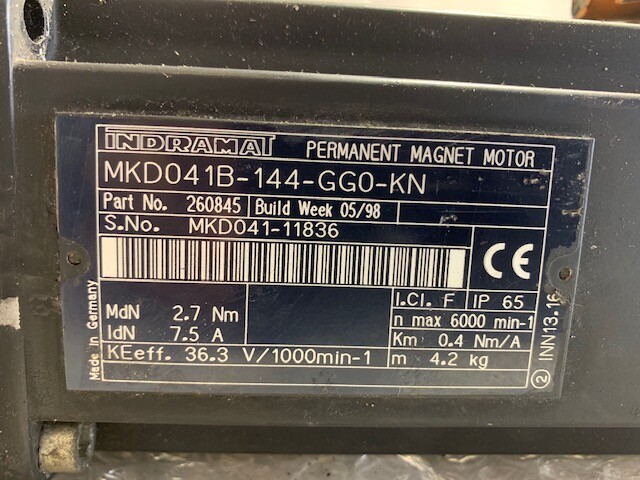 INDRAMAT PERMANENT MAGNET MOTOR
MKD041B-144-GG0-KN
Part No. 260845 Build Week 05/98
S.No. MKD041-11836
CE
MdN 2.7 Nm
IdN 7.5 A
KEeff. 36.3 V/1000min-1
I.Cl. F IP 65
n max 6000 min-1
Km 0.4 Nm/A
m 4.2 kg
Made in Germany
2 INN13.16